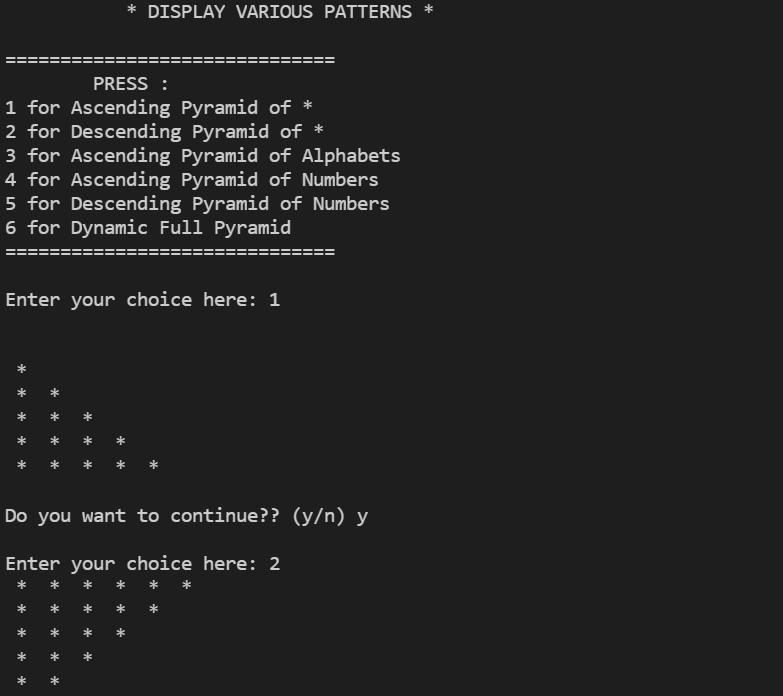 * DISPLAY VARIOUS PATTERNS *
==============================
PRESS :
1 for Ascending Pyramid of *
2 for Descending Pyramid of *
3 for Ascending Pyramid of Alphabets
4 for Ascending Pyramid of Numbers
5 for Descending Pyramid of Numbers
6 for Dynamic Full Pyramid
==============================
Enter your choice here: 1
*
*  *
*  *  *
*  *  *  *
*  *  *  *  *
Do you want to continue?? (y/n) y
Enter your choice here: 2
*  *  *  *  *  *
*  *  *  *  *
*  *  *  *
*  *  *
*  *